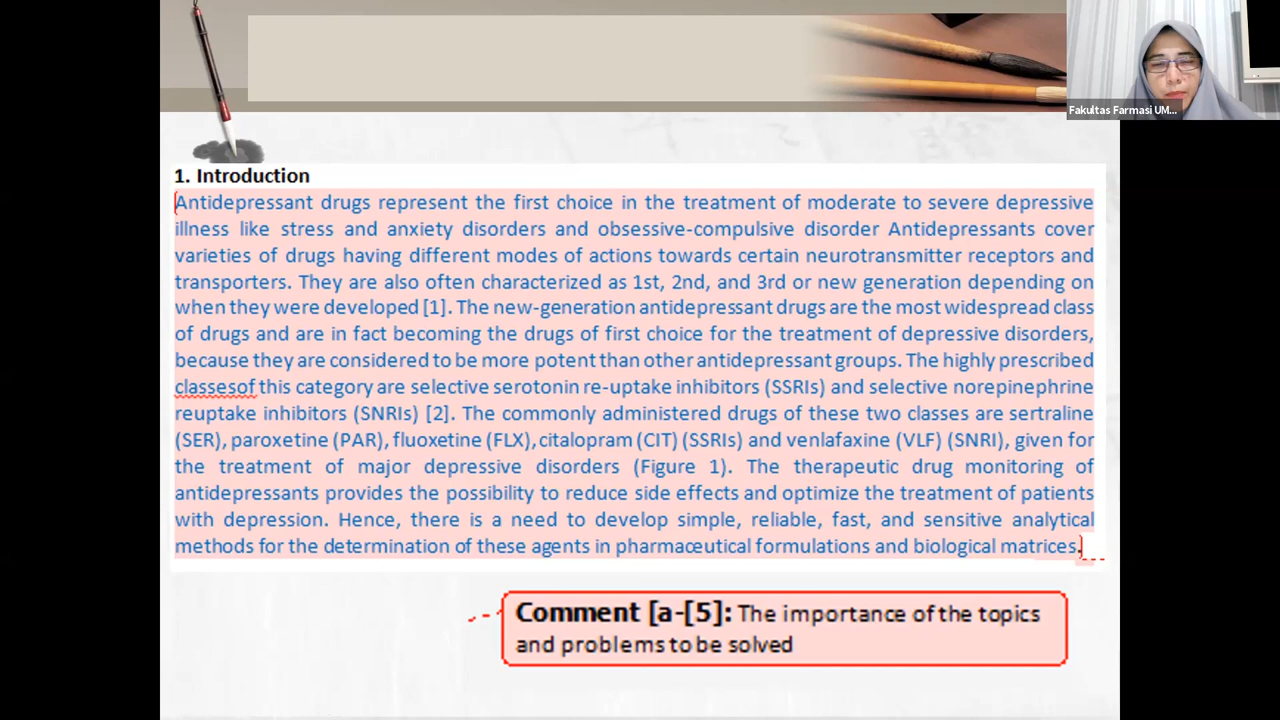 Fakultas Farmasi UM...
1. Introduction
Antidepressant drugs represent the first choice in the treatment of moderate to severe depressive
illness like stress and anxiety disorders and obsessive-compulsive disorder Antidepressants cover
varieties of drugs having different modes of actions towards certain neurotransmitter receptors and
transporters. They are also often characterized as 1st, 2nd, and 3rd or new generation depending on
when they were developed [1]. The new-generation antidepressant drugs are the most widespread class
of drugs and are in fact becoming the drugs of first choice for the treatment of depressive disorders,
because they are considered to be more potent than other antidepressant groups. The highly prescribed
classesof this category are selective serotonin re-uptake inhibitors (SSRIs) and selective norepinephrine
reuptake inhibitors (SNRIs) [2]. The commonly administered drugs of these two classes are sertraline
(SER), paroxetine (PAR), fluoxetine (FLX), citalopram (CIT) (SSRIs) and venlafaxine (VLF) (SNRI), given for
the treatment of major depressive disorders (Figure 1). The therapeutic drug monitoring of
antidepressants provides the possibility to reduce side effects and optimize the treatment of patients
with depression. Hence, there is a need to develop simple, reliable, fast, and sensitive analytical
methods for the determination of these agents in pharmaceutical formulations and biological matrices.
Comment [a-[5]: The importance of the topics
and problems to be solved